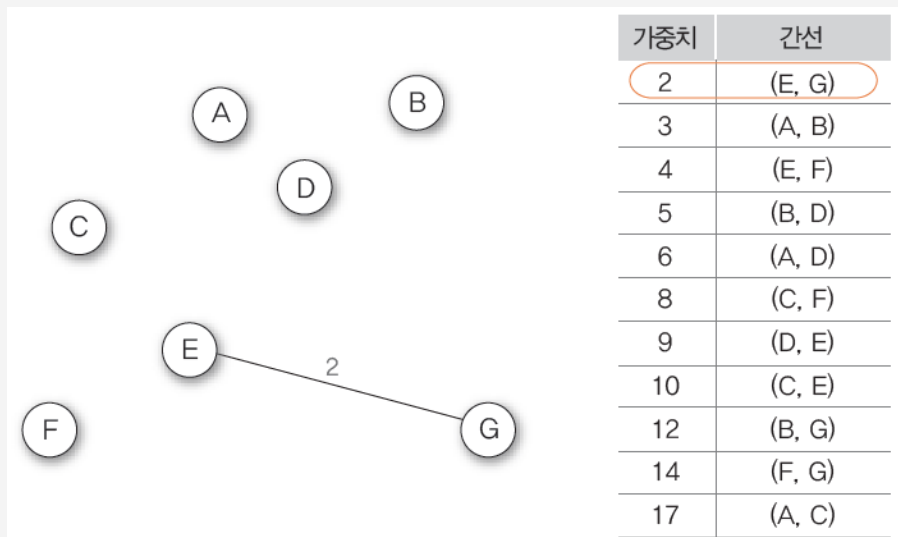 A
B
D
C
E
2
F
G
가중치 간선
2 (E, G)
3 (A, B)
4 (E, F)
5 (B, D)
6 (A, D)
8 (C, F)
9 (D, E)
10 (C, E)
12 (B, G)
14 (F, G)
17 (A, C)